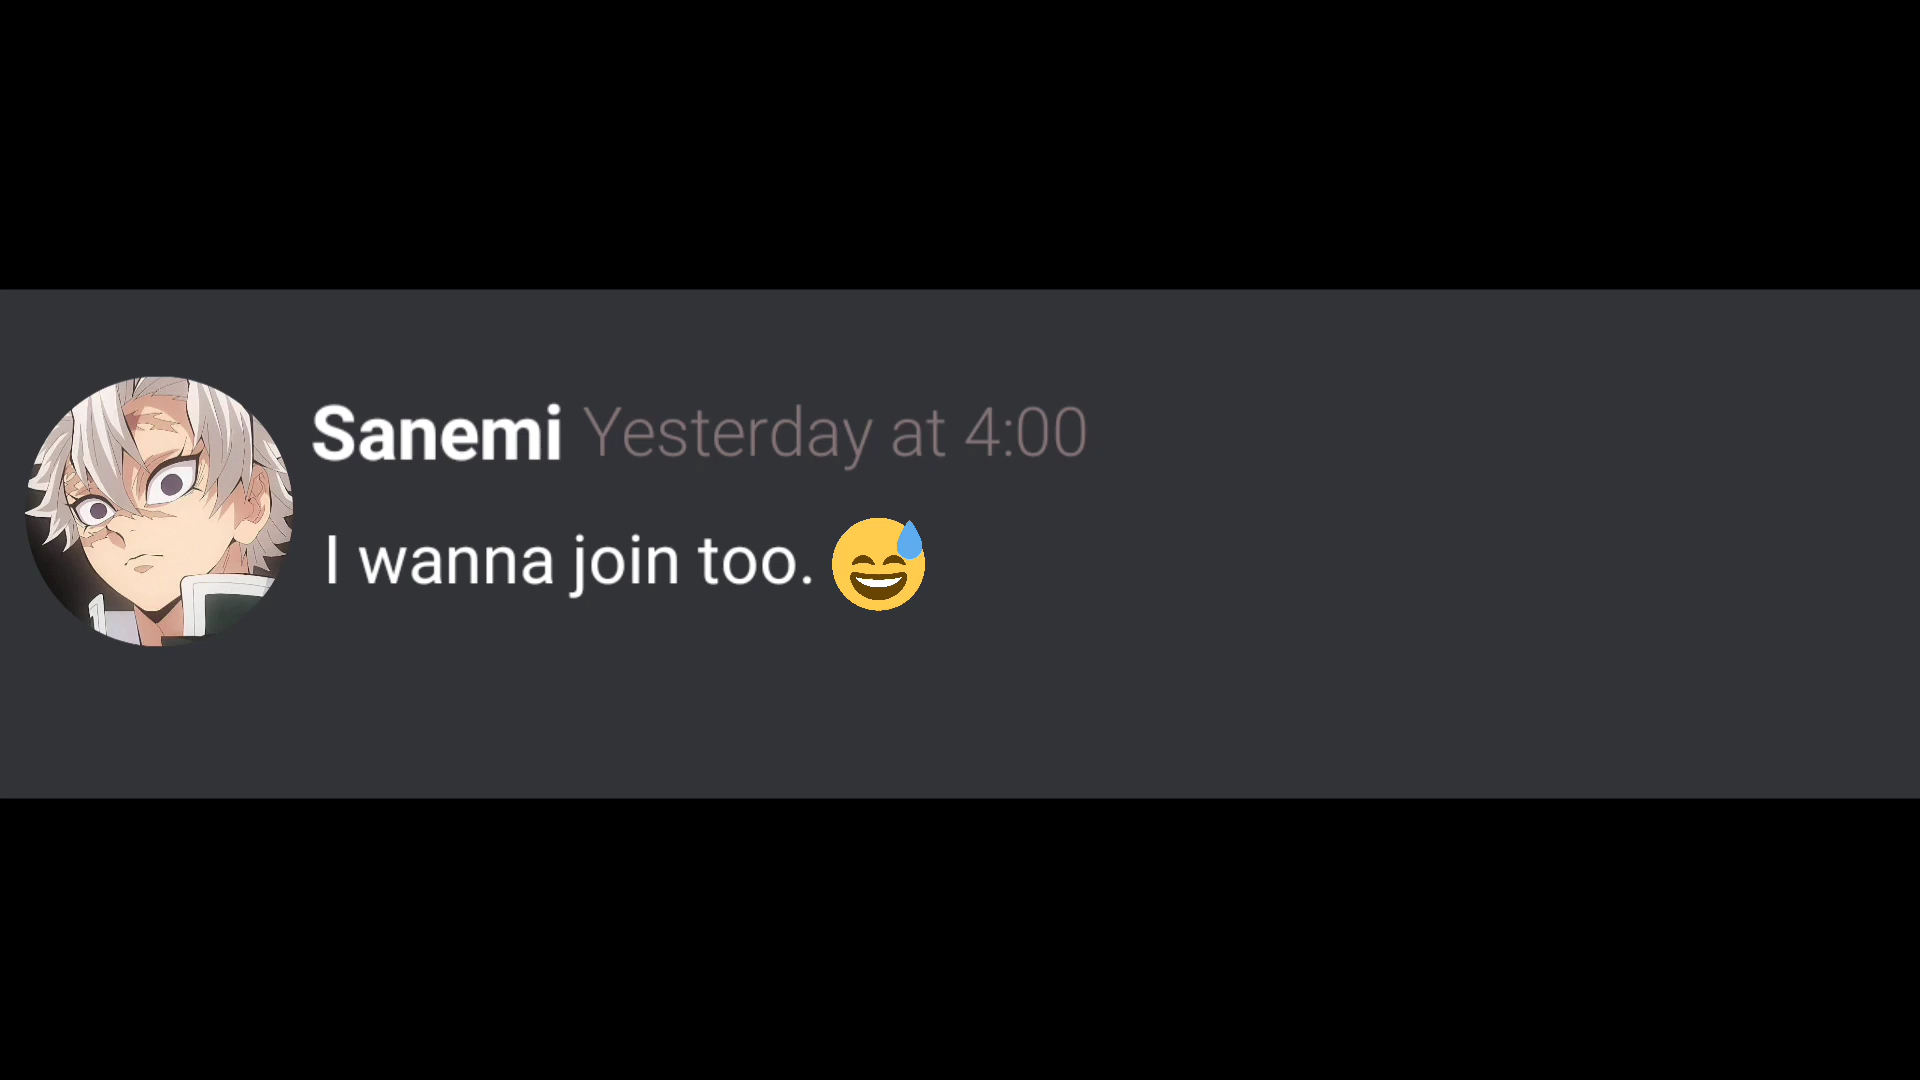 Sanemi Yesterday at 4:00
I wanna join too. 😅